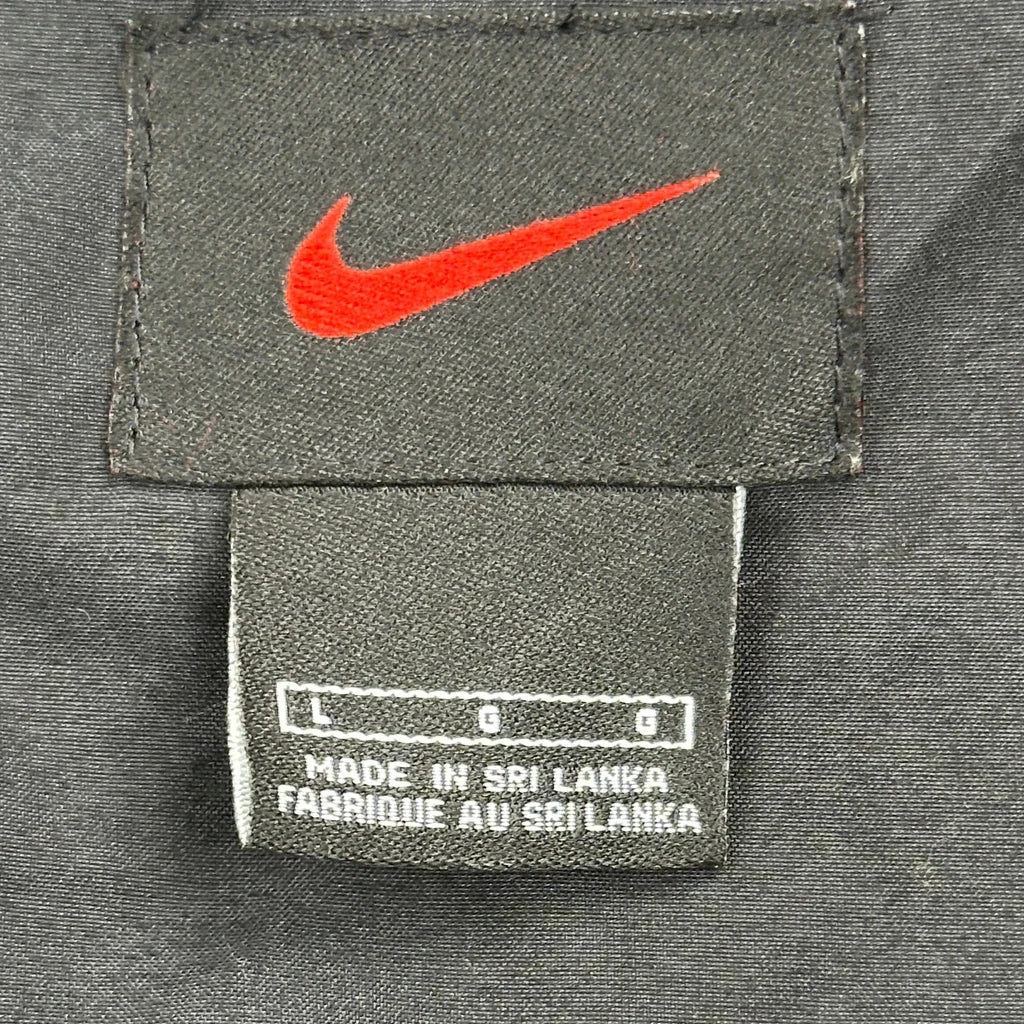 L G G
MADE IN SRI LANKA
FABRIQUE AU SRI LANKA